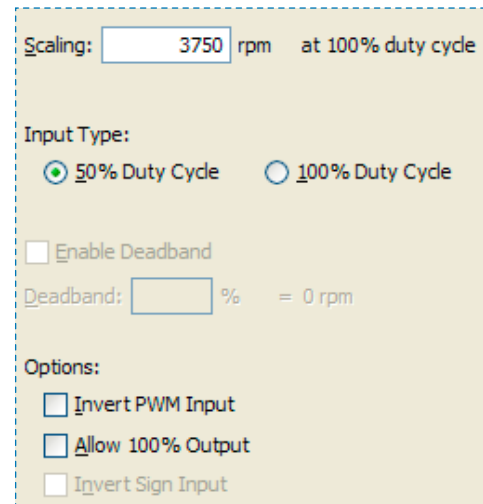 Scaling: 3750 rpm at 100% duty cycle
Input Type:
50% Duty Cycle 100% Duty Cycle
Enable Deadband
Deadband: % = 0 rpm
Options:
Invert PWM Input
Allow 100% Output
Invert Sign Input